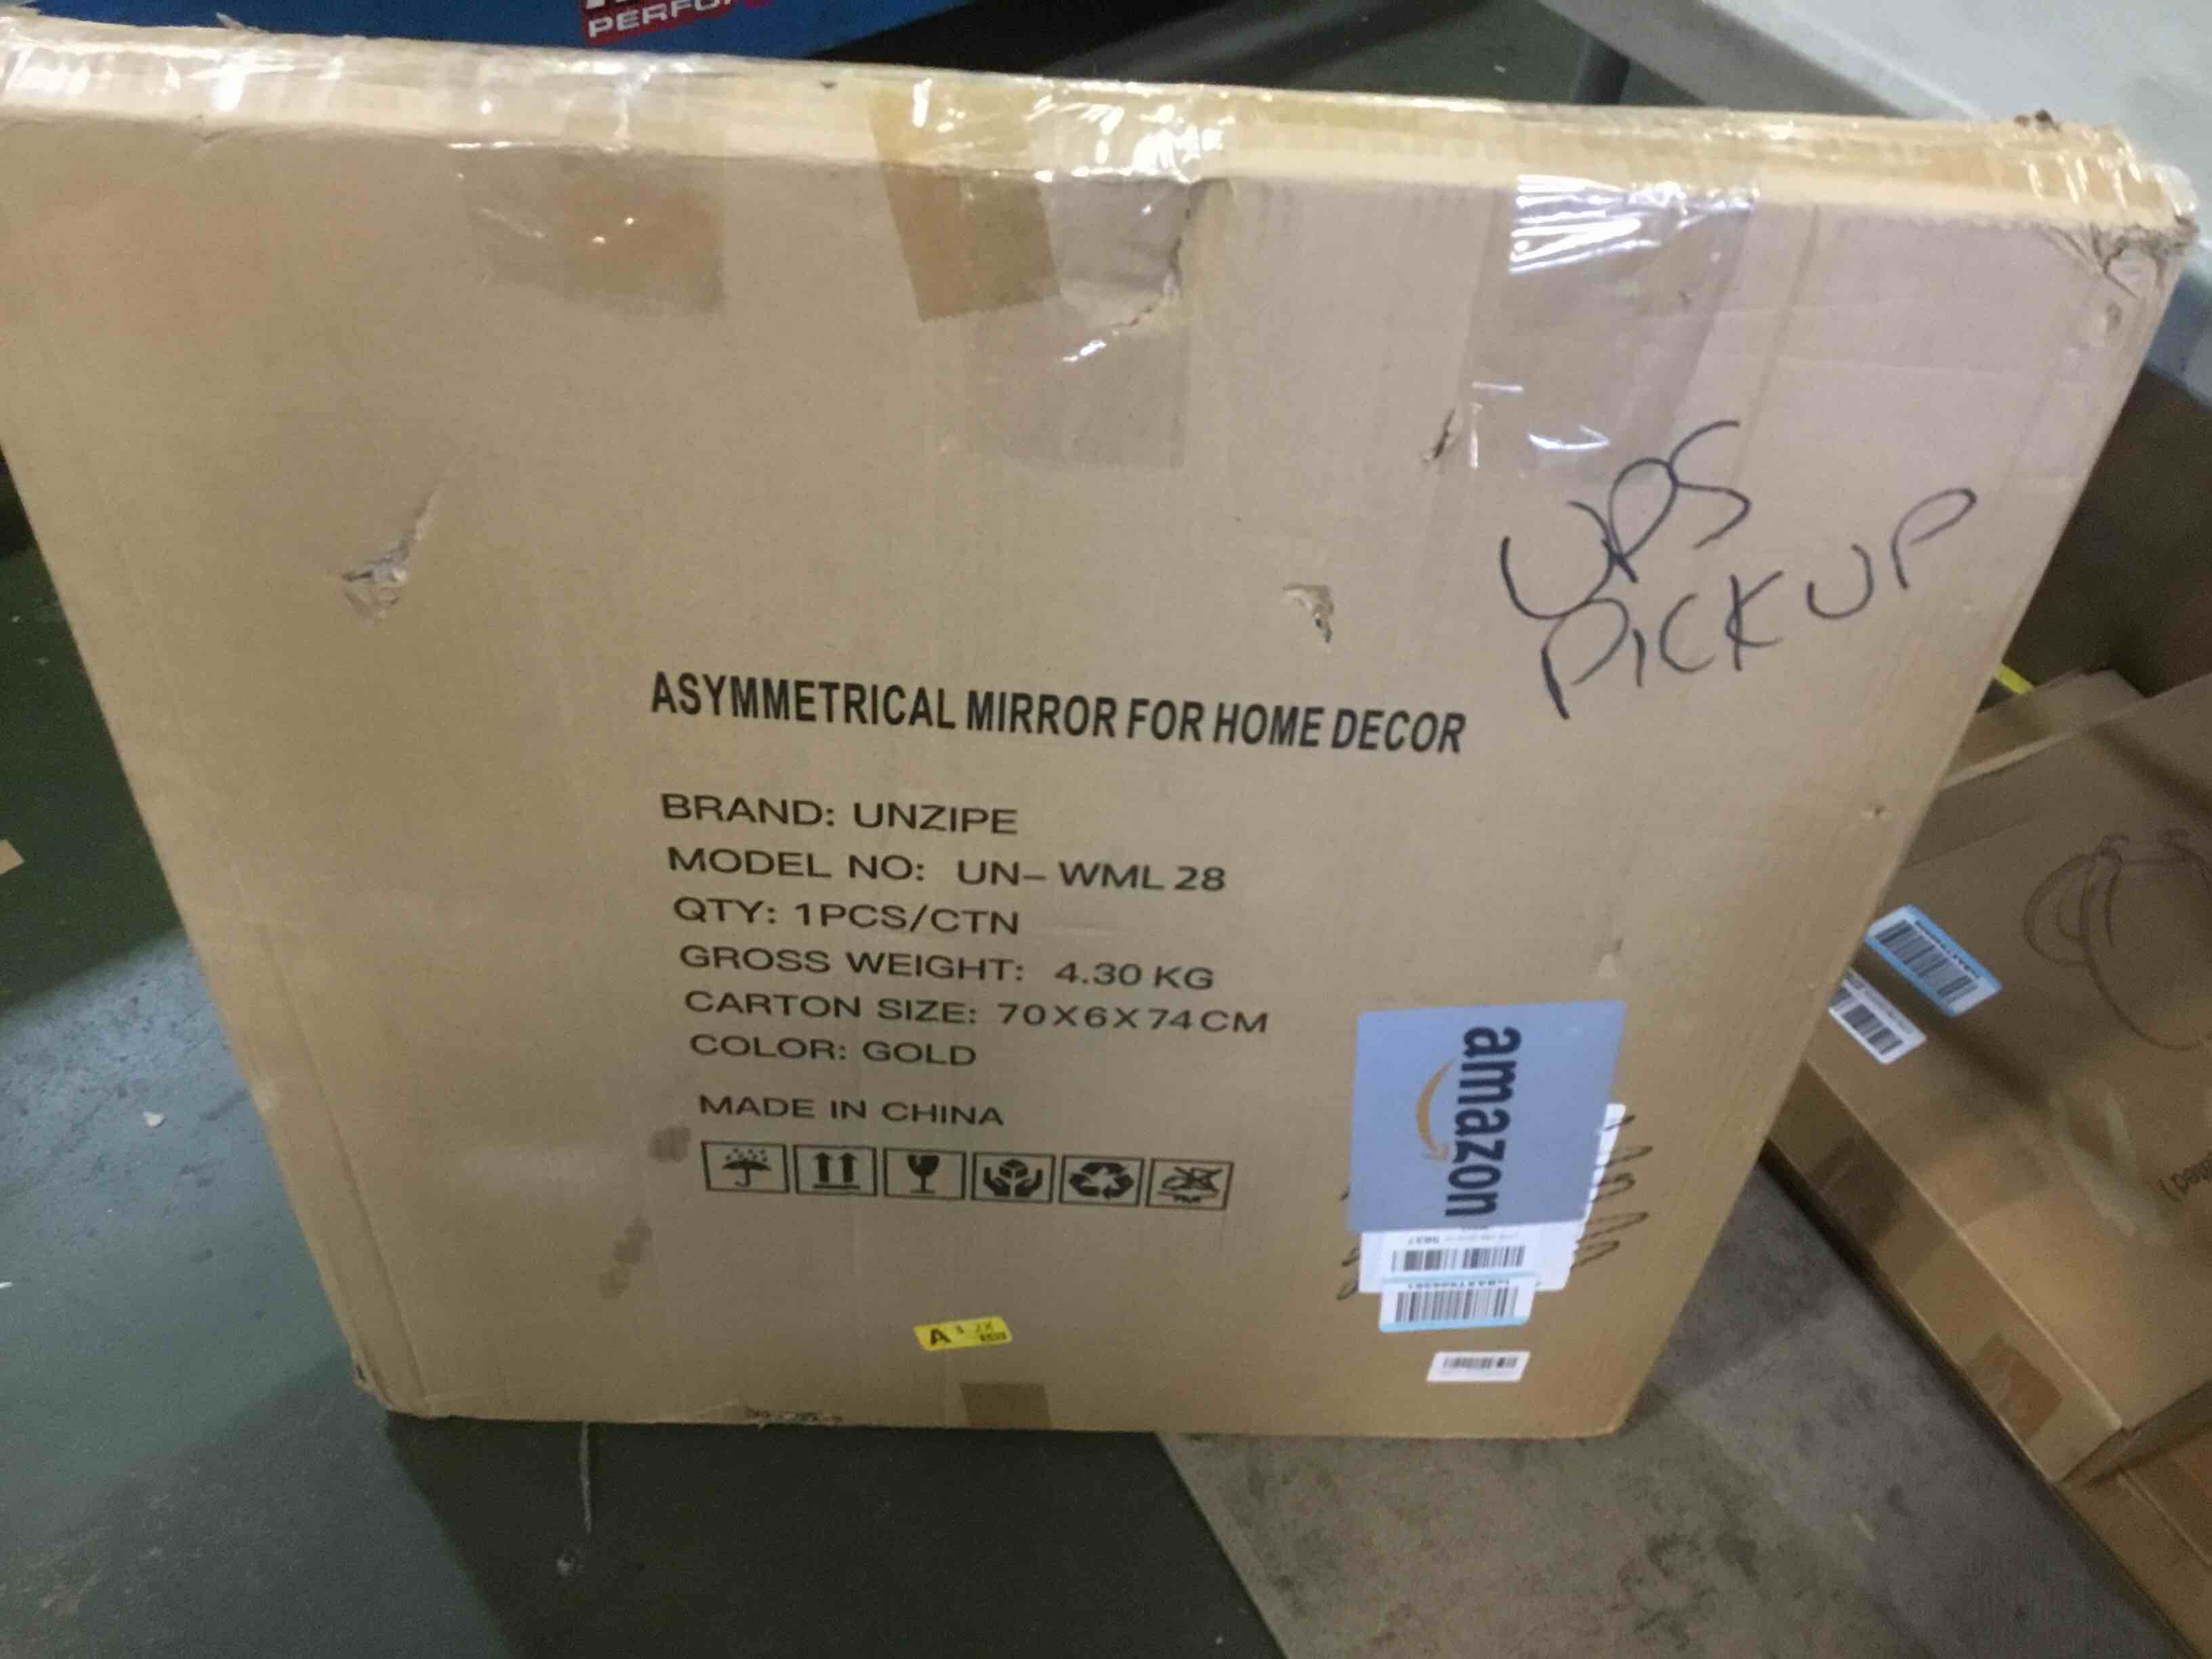 UPS
PICKUP
ASYMMETRICAL MIRROR FOR HOME DECOR
BRAND: UNZIPE
MODEL NO: UN-WML 28
QTY: 1PCS/CTN
GROSS WEIGHT: 4.30 KG
CARTON SIZE: 70X6X74CM
COLOR: GOLD
MADE IN CHINA
amazon
A